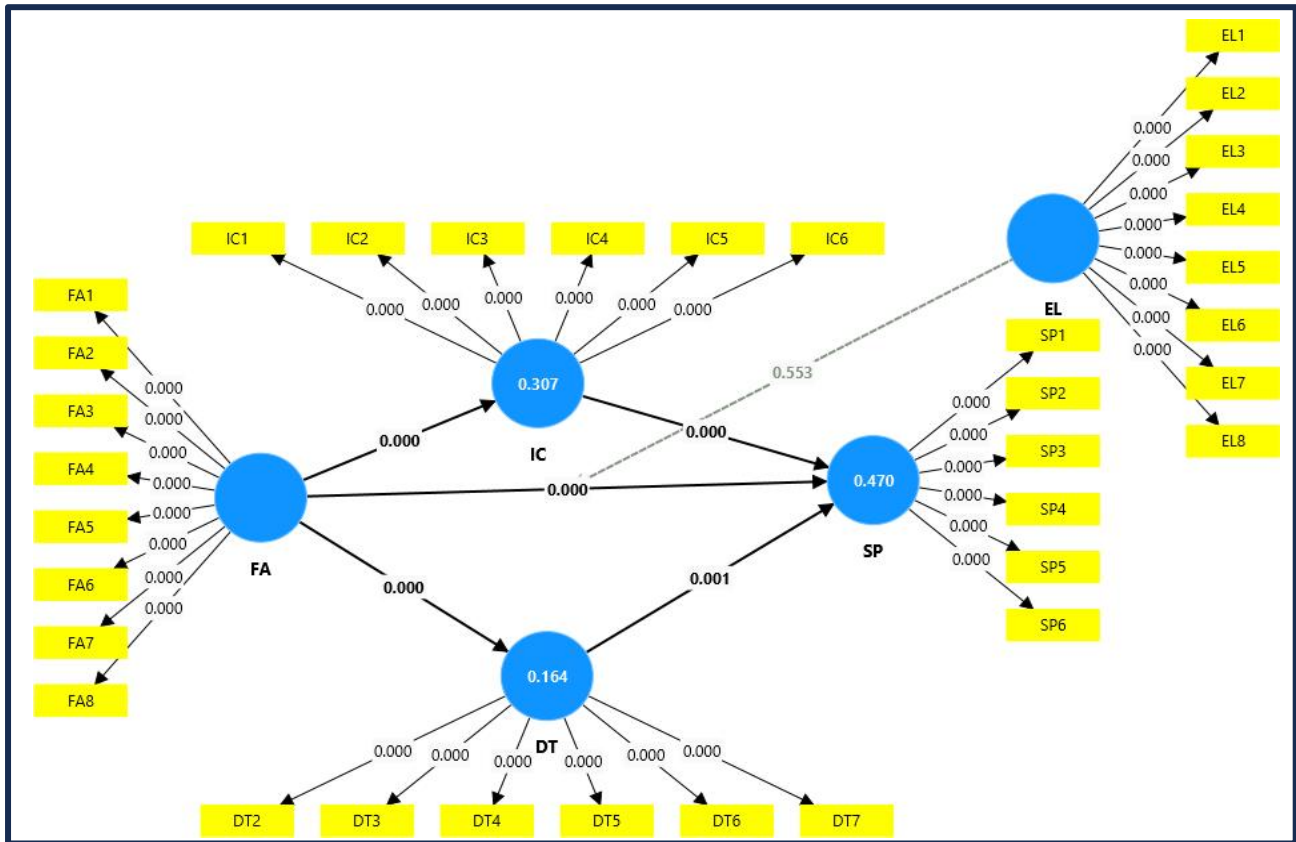 EL1
EL2
0.000
0.000
EL3
0.000
EL4
0.000
0.000
EL5
0.000
0.000
EL6
0.000
EL7
EL8
EL
IC1
IC2
IC3
IC4
IC5
IC6
0.000
0.000
0.000
0.000
0.000
0.000
0.307
IC
0.553
FA1
FA2
FA3
FA4
FA5
FA6
FA7
FA8
0.000
0.000
0.000
0.000
0.000
0.000
0.000
0.000
FA
0.000
0.000
0.000
0.000
0.001
0.470
SP
SP1
SP2
SP3
SP4
SP5
SP6
0.000
0.000
0.000
0.000
0.000
0.000
0.164
DT
0.000
0.000
0.000
0.000
0.000
0.000
DT2
DT3
DT4
DT5
DT6
DT7